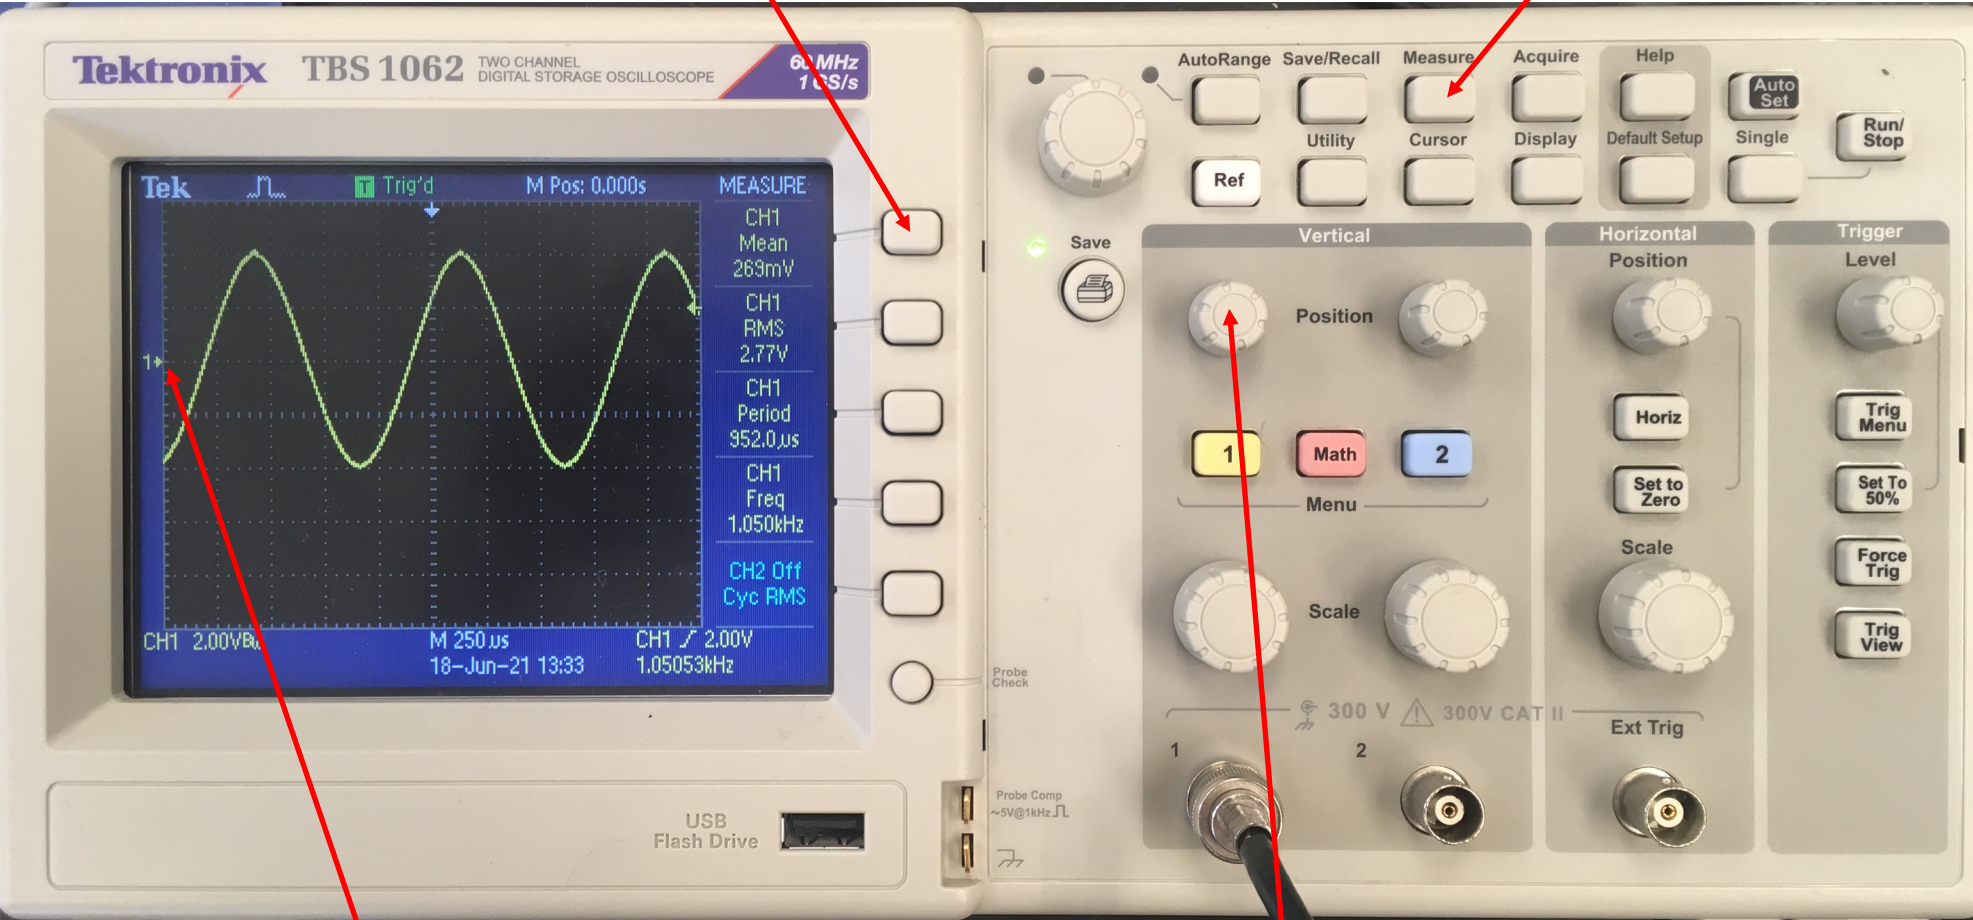 Tektronix TBS 1062 TWO CHANNEL
DIGITAL STORAGE OSCILLOSCOPE
60 MHz
1 GS/s
Tek T Trig'd M Pos: 0.000s MEASURE
CH1
Mean
269mV
CH1
RMS
2.77V
CH1
Period
952.0µs
CH1
Freq
1.050kHz
CH2 Off
Cyc RMS
1
CH1 2.00VBw M 250µs CH1 2.00V
18-Jun-21 13:33 1.05053kHz
USB
Flash Drive
AutoRange Save/Recall Measure Acquire Help
Auto
Set
Run/
Stop
Utility Cursor Display Default Setup Single
Ref
Save
Vertical
Position
1 Math 2
Menu
Scale
300 V 300V CAT II
1 2
Horizontal
Position
Horiz
Set to
Zero
Scale
Ext Trig
Trigger
Level
Trig
Menu
Set To
50%
Force
Trig
Trig
View
Probe
Check
Probe Comp
~5V@1kHz